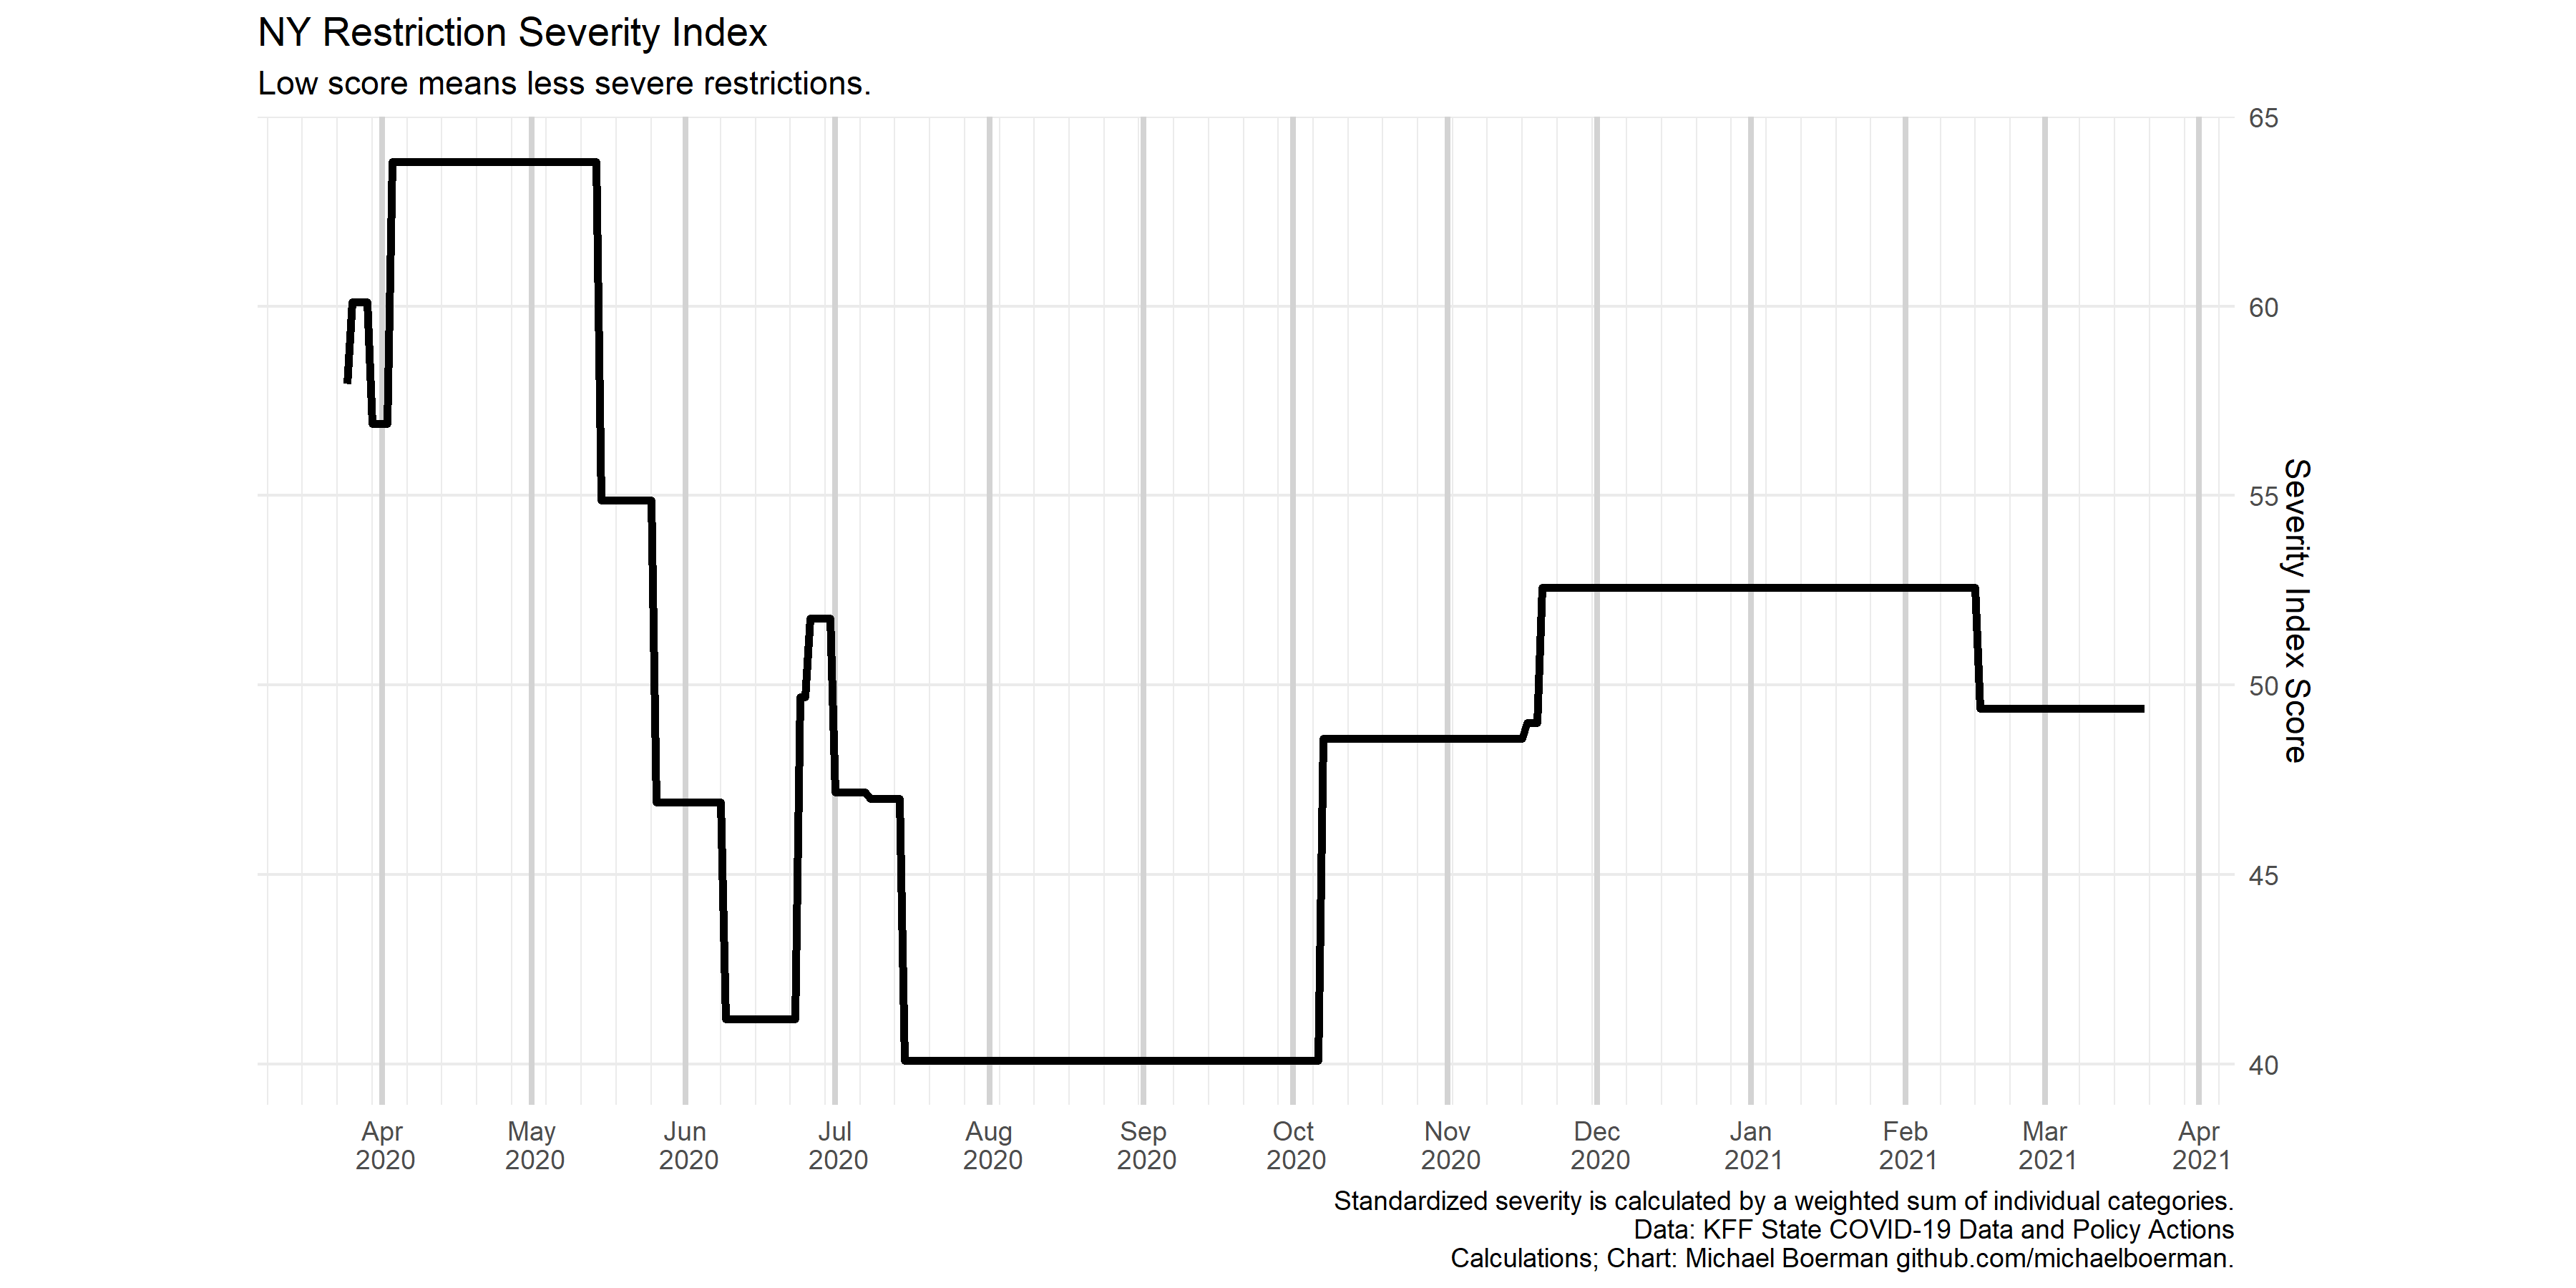 NY Restriction Severity Index
Low score means less severe restrictions.
65
60
55
50
45
40
Severity Index Score
Apr
2020
May
2020
Jun
2020
Jul
2020
Aug
2020
Sep
2020
Oct
2020
Nov
2020
Dec
2020
Jan
2021
Feb
2021
Mar
2021
Apr
2021
Standardized severity is calculated by a weighted sum of individual categories.
Data: KFF State COVID-19 Data and Policy Actions
Calculations; Chart: Michael Boerman github.com/michaelboerman.